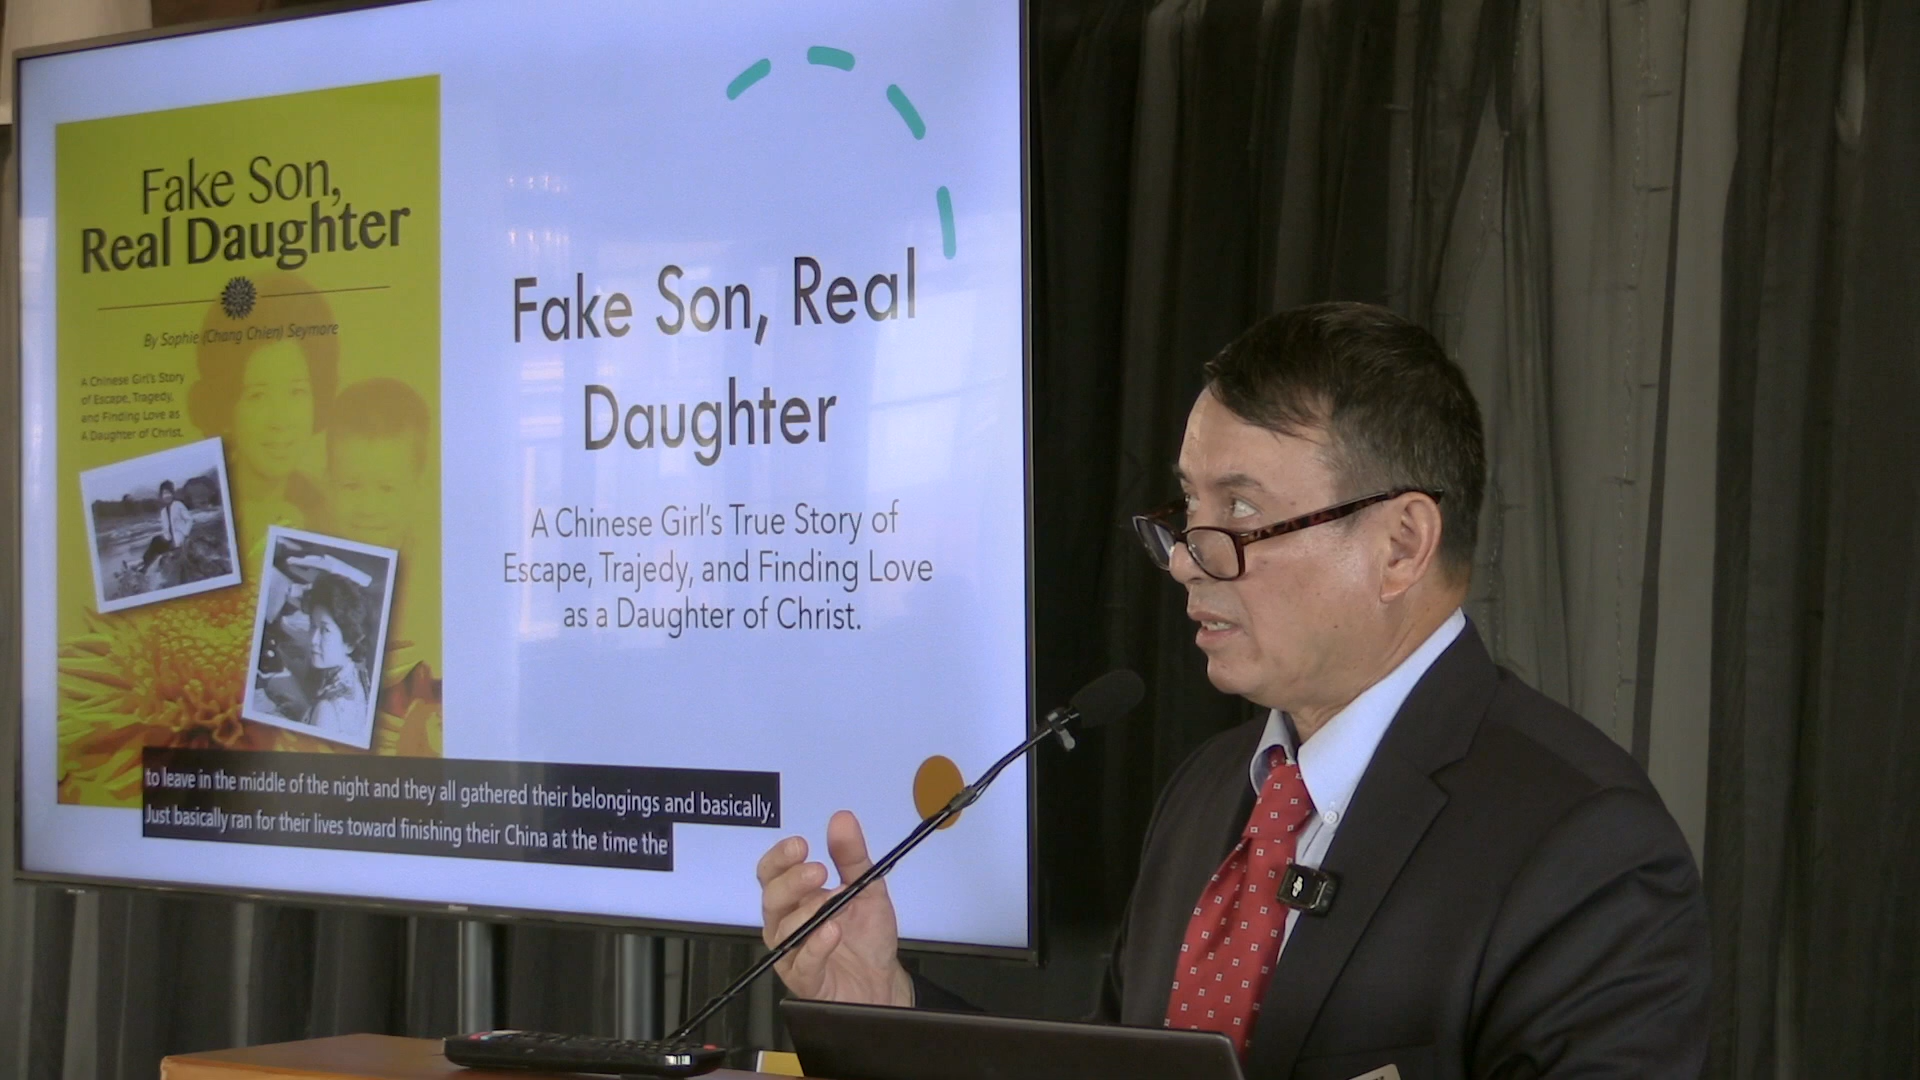 Fake Son,
Real Daughter
By Sophie (Chang Chien) Seymore
A Chinese Girl's Story
of Escape, Tragedy,
and Finding Love as
A Daughter of Christ.
Fake Son, Real
Daughter
A Chinese Girl's True Story of
Escape, Trajedy, and Finding Love
as a Daughter of Christ.
to leave in the middle of the night and they all gathered their belongings and basically.
Just basically ran for their lives toward finishing their China at the time the